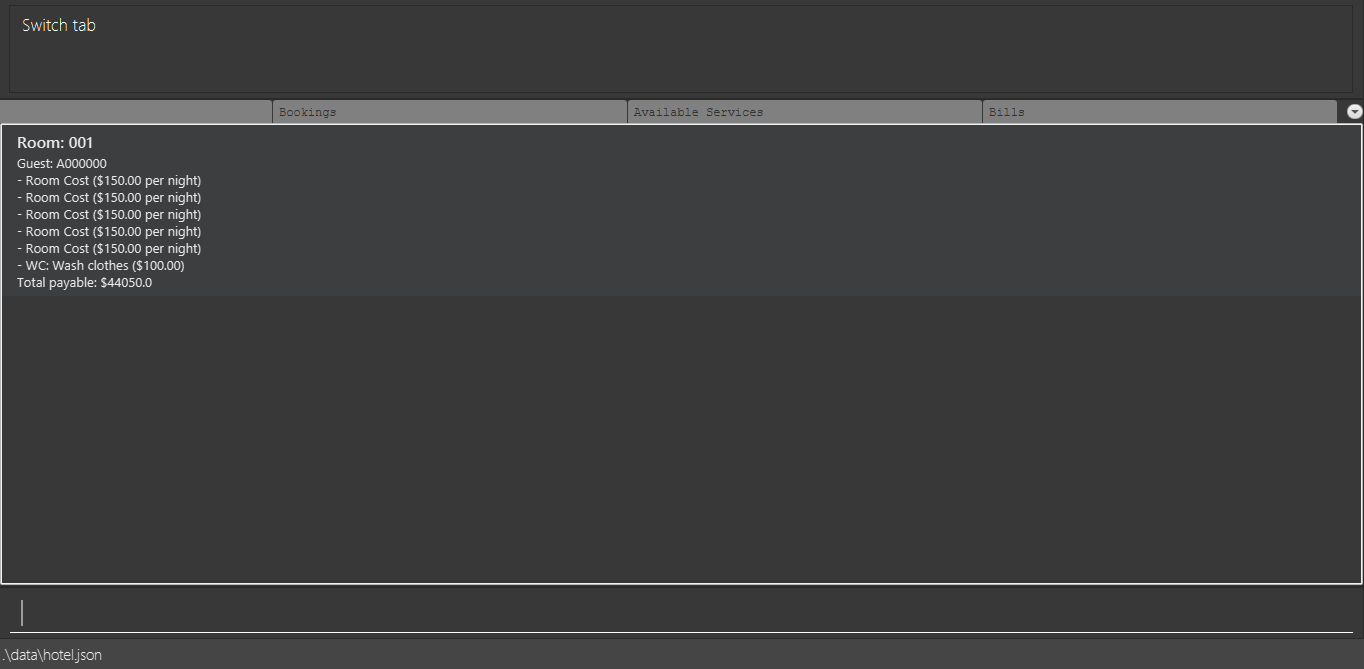 Switch tab
Bookings Available Services Bills
Room: 001
Guest: A000000
- Room Cost ($150.00 per night)
- Room Cost ($150.00 per night)
- Room Cost ($150.00 per night)
- Room Cost ($150.00 per night)
- Room Cost ($150.00 per night)
- WC: Wash clothes ($100.00)
Total payable: $44050.0
.\data\hotel.json